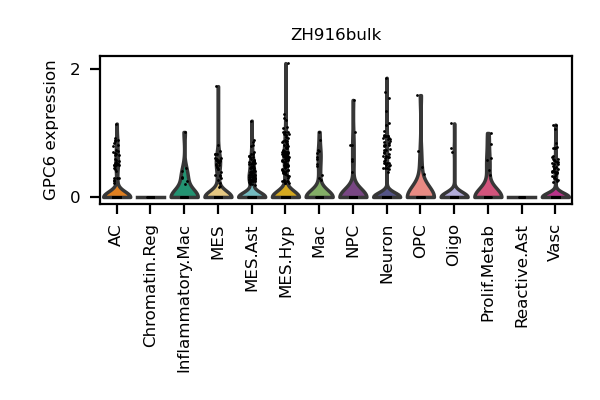 ZH916bulk
GPC6 expression
2
0
AC
Chromatin.Reg
Inflammatory.Mac
MES
MES.Ast
MES.Hyp
Mac
NPC
Neuron
OPC
Oligo
Prolif.Metab
Reactive.Ast
Vasc